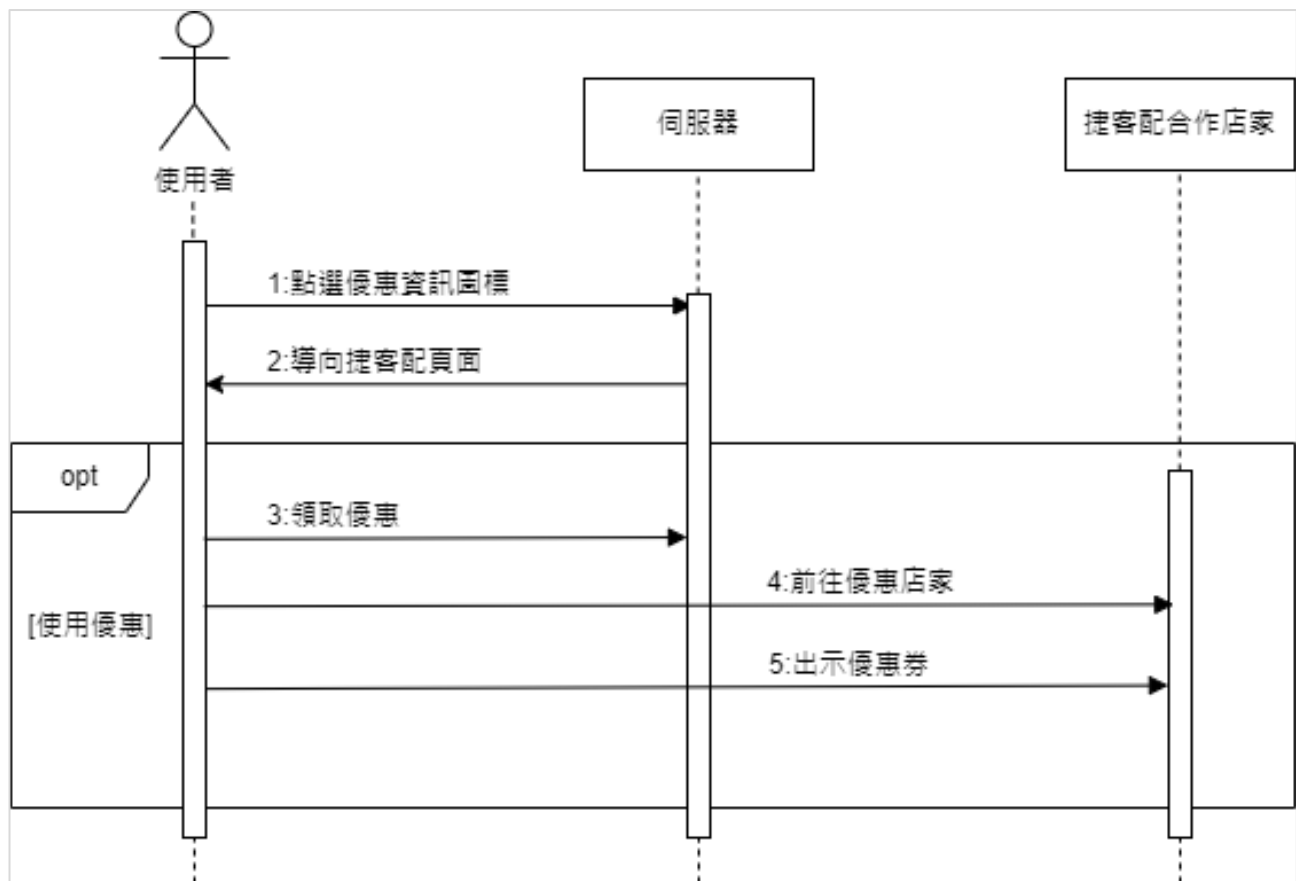 使用者
伺服器
捷客配合作店家
1:點選優惠資訊圖標
2:導向捷客配頁面
opt
3:領取優惠
4:前往優惠店家
[使用優惠]
5:出示優惠券